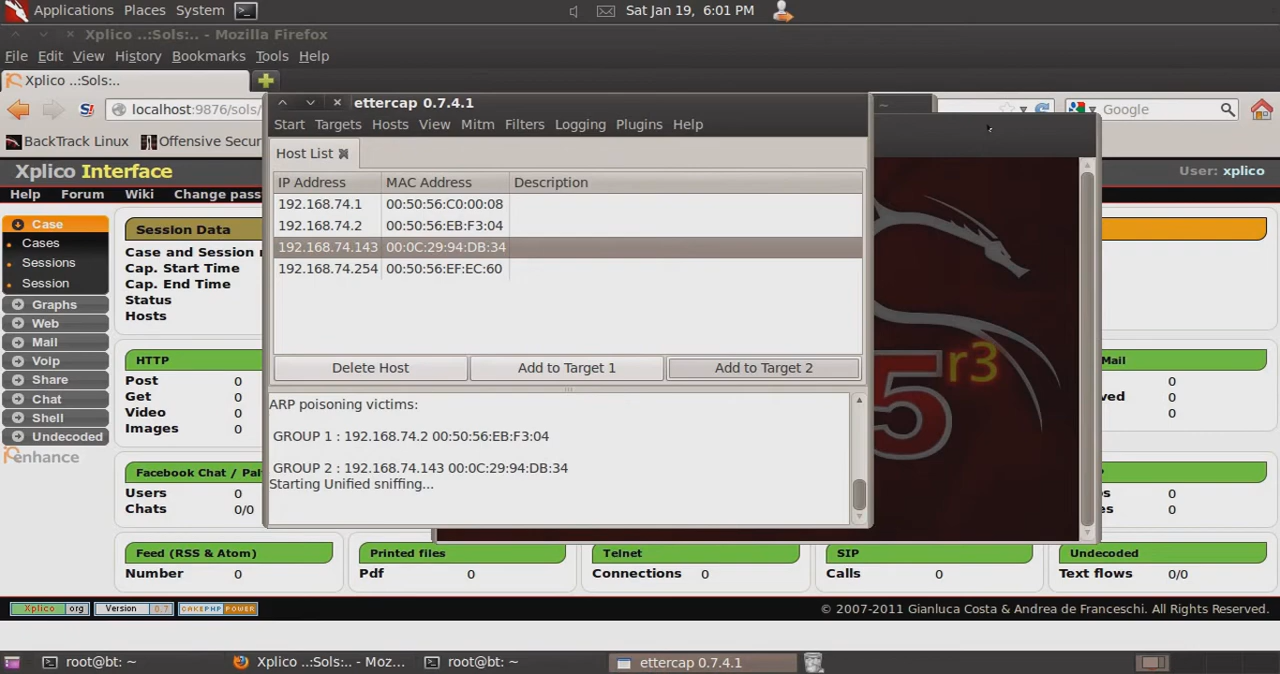 Applications Places System
Sat Jan 19, 6:01 PM
Xplico ..:Sols:.. - Mozilla Firefox
File Edit View History Bookmarks Tools Help
Xplico ..:Sols:..
localhost:9876/sols/
Google
BackTrack Linux Offensive Secur
ettercap 0.7.4.1
Start Targets Hosts View Mitm Filters Logging Plugins Help
Host List
IP Address MAC Address Description
192.168.74.1 00:50:56:C0:00:08
192.168.74.2 00:50:56:EB:F3:04
192.168.74.143 00:0C:29:94:DB:34
192.168.74.254 00:50:56:EF:EC:60
Delete Host Add to Target 1 Add to Target 2
ARP poisoning victims:
GROUP 1 : 192.168.74.2 00:50:56:EB:F3:04
GROUP 2 : 192.168.74.143 00:0C:29:94:DB:34
Starting Unified sniffing...
~
5 r3
Xplico Interface
User: xplico
Help Forum Wiki Change pass
Case
Cases
Sessions
Session
Graphs
Web
Mail
Voip
Share
Chat
Shell
Undecoded
enhance
Session Data
Case and Session
Cap. Start Time
Cap. End Time
Status
Hosts
HTTP
Post 0
Get 0
Video 0
Images 0
Mail
0
ved 0
0
Facebook Chat / Pal
Users 0
Chats 0/0
0
es 0
Feed (RSS & Atom)
Number 0
Printed files
Pdf 0
Telnet
Connections 0
SIP
Calls 0
Undecoded
Text flows 0/0
Xplico org Version 0.7 CAKEPHP POWER
© 2007-2011 Gianluca Costa & Andrea de Franceschi. All Rights Reserved.
root@bt: ~ Xplico ..:Sols:.. - Moz... root@bt: ~ ettercap 0.7.4.1